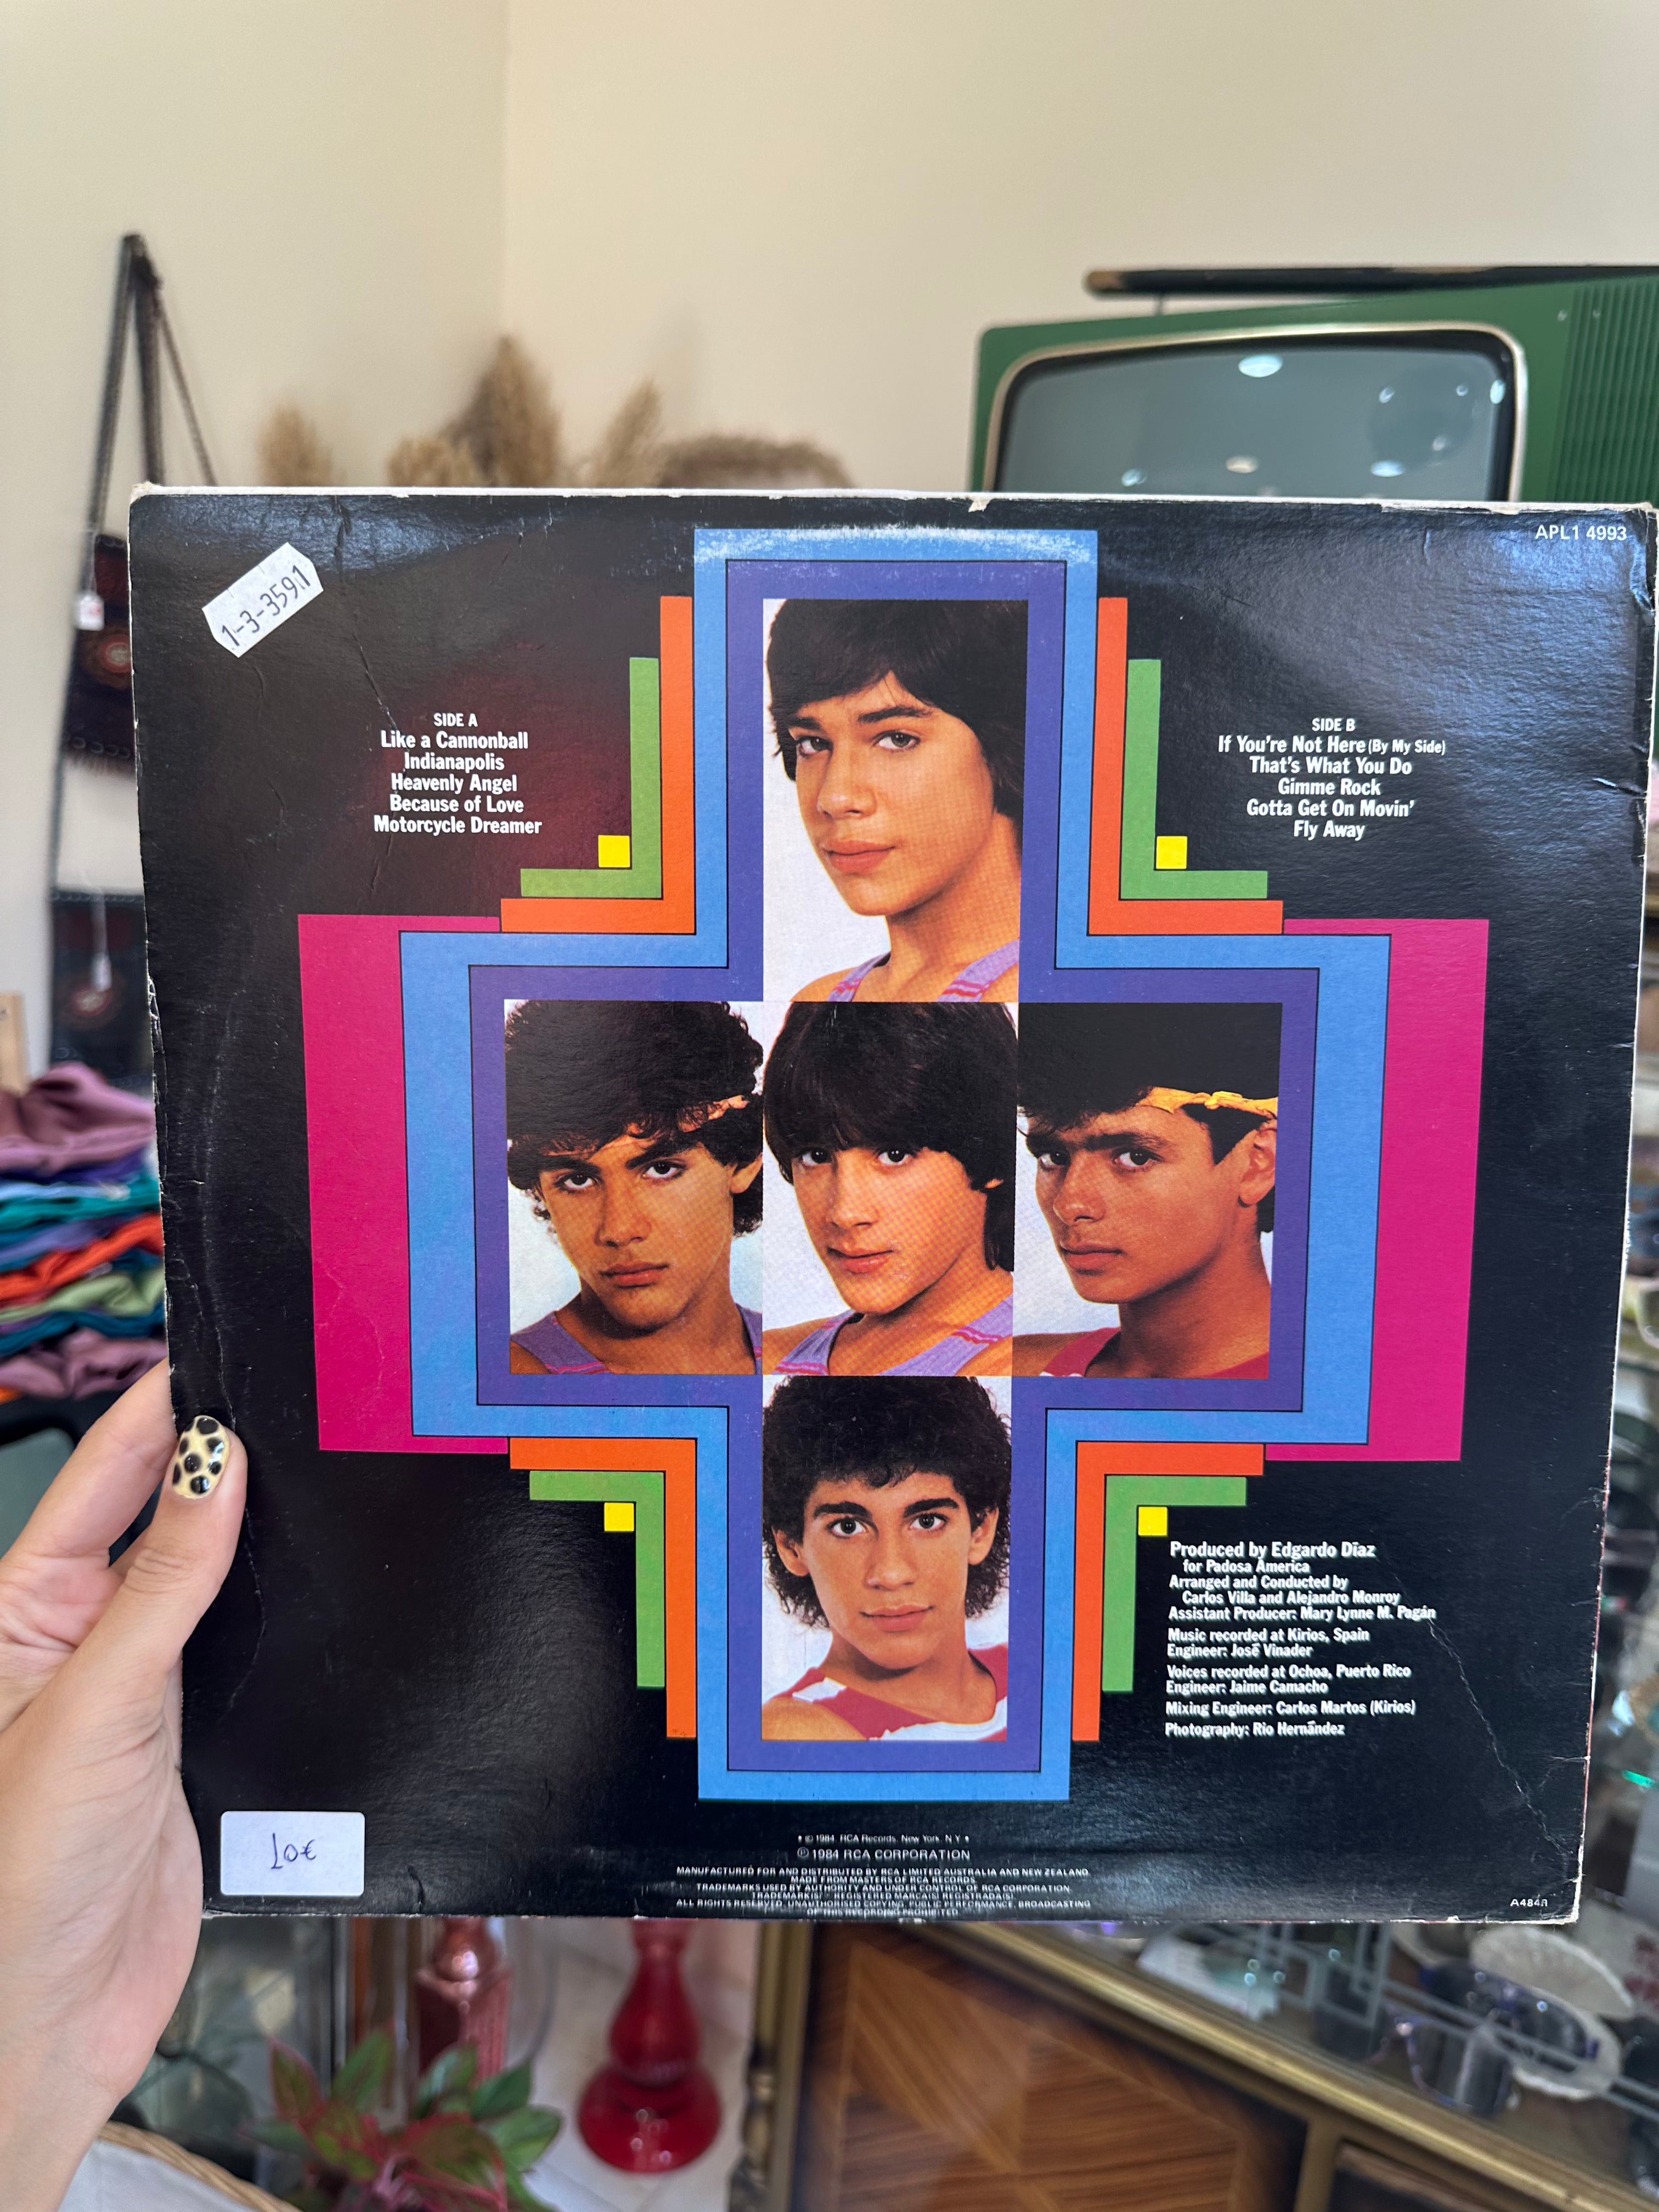 APL1 4993
1-3-3591
SIDE A
Like a Cannonball
Indianapolis
Heavenly Angel
Because of Love
Motorcycle Dreamer
SIDE B
If You're Not Here (By My Side)
That's What You Do
Gimme Rock
Gotta Get On Movin'
Fly Away
Produced by Edgardo Díaz
for Padosa America
Arranged and Conducted by
Carlos Villa and Alejandro Monroy
Assistant Producer: Mary Lynne M. Pagán
Music recorded at Kirios, Spain
Engineer: José Vinader
Voices recorded at Ochoa, Puerto Rico
Engineer: Jaime Camacho
Mixing Engineer: Carlos Martos (Kirios)
Photography: Rio Hernández
10€
• © 1984. RCA Records. New York. N.Y. •
℗ 1984 RCA CORPORATION
MANUFACTURED FOR AND DISTRIBUTED BY RCA LIMITED AUSTRALIA AND NEW ZEALAND.
MADE FROM MASTERS OF RCA RECORDS.
TRADEMARKS USED BY AUTHORITY AND UNDER CONTROL OF RCA CORPORATION.
TRADEMARK(S) REGISTERED MARCA(S) REGISTRADA(S)
ALL RIGHTS RESERVED. UNAUTHORISED COPYING. PUBLIC PERFORMANCE. BROADCASTING